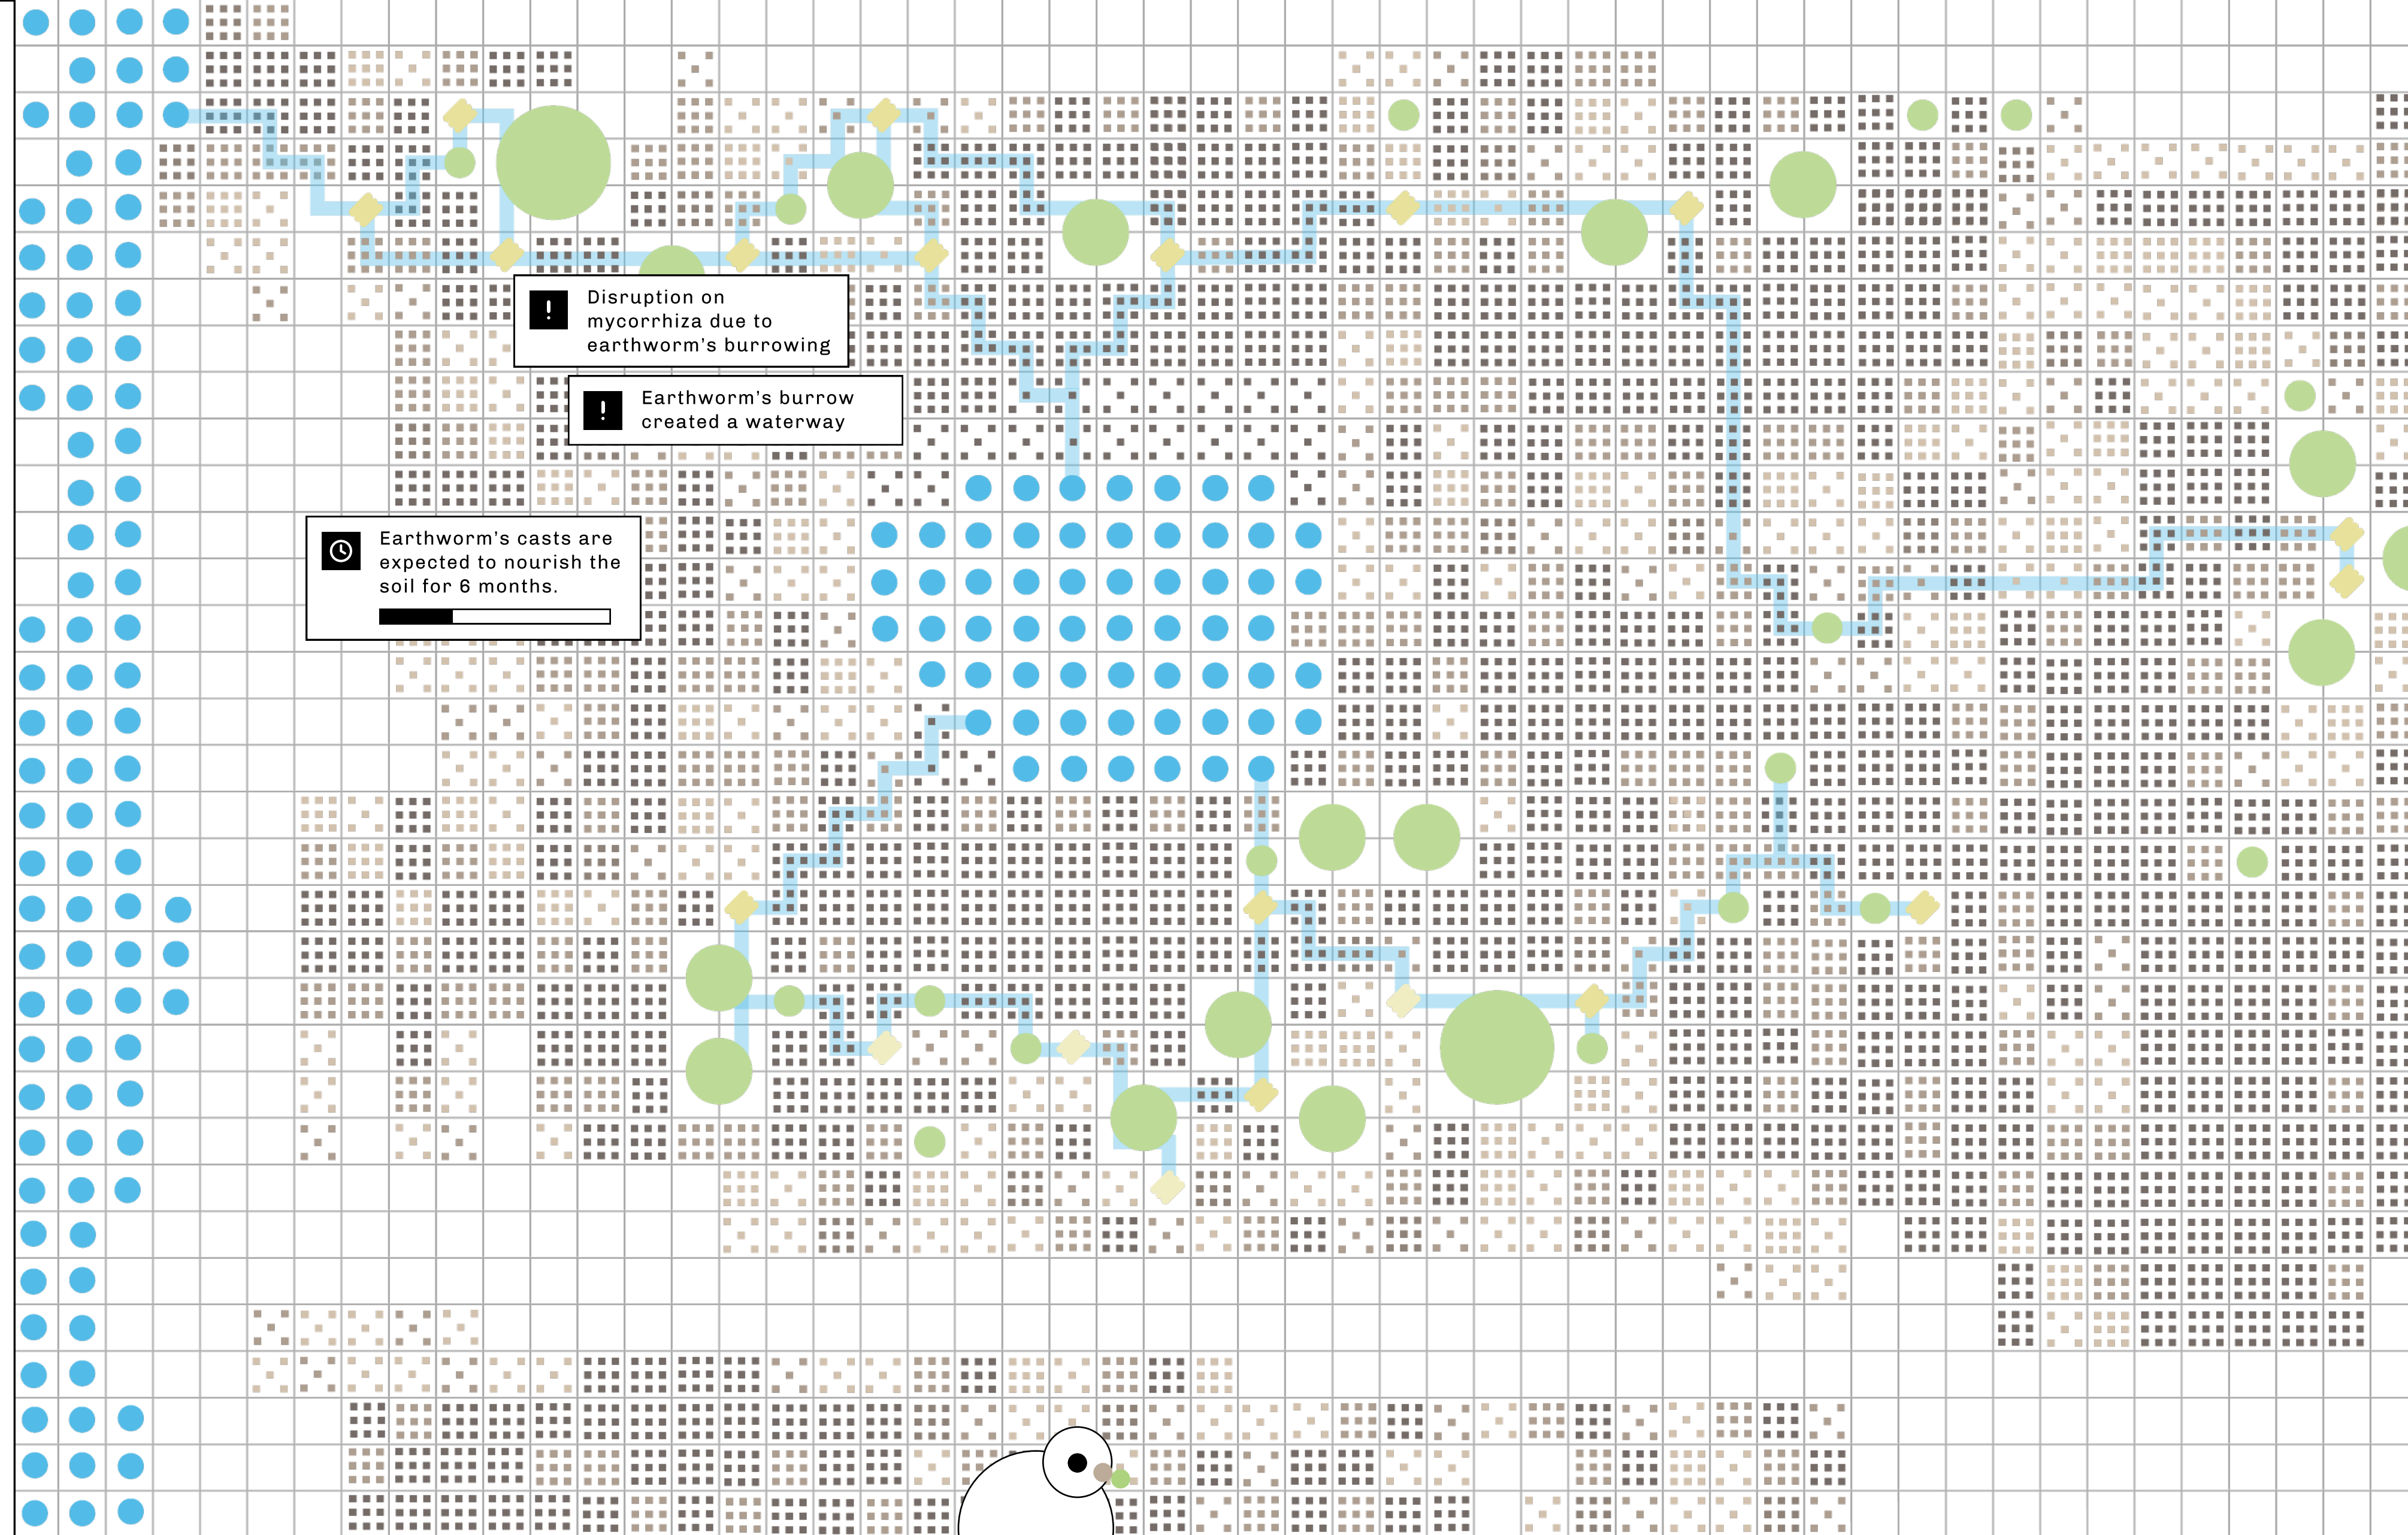 Disruption on
mycorrhiza due to
earthworm's burrowing
Earthworm's burrow
created a waterway
Earthworm's casts are
expected to nourish the
soil for 6 months.